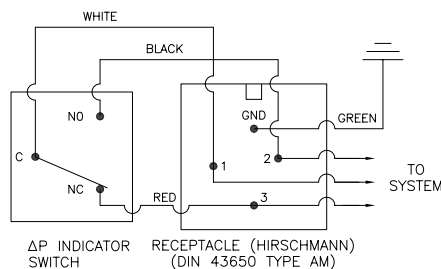 WHITE
BLACK
NO
GND
GREEN
C
1
2
TO
SYSTEM
NC
RED
3
ΔP INDICATOR
SWITCH
RECEPTACLE (HIRSCHMANN)
(DIN 43650 TYPE AM)